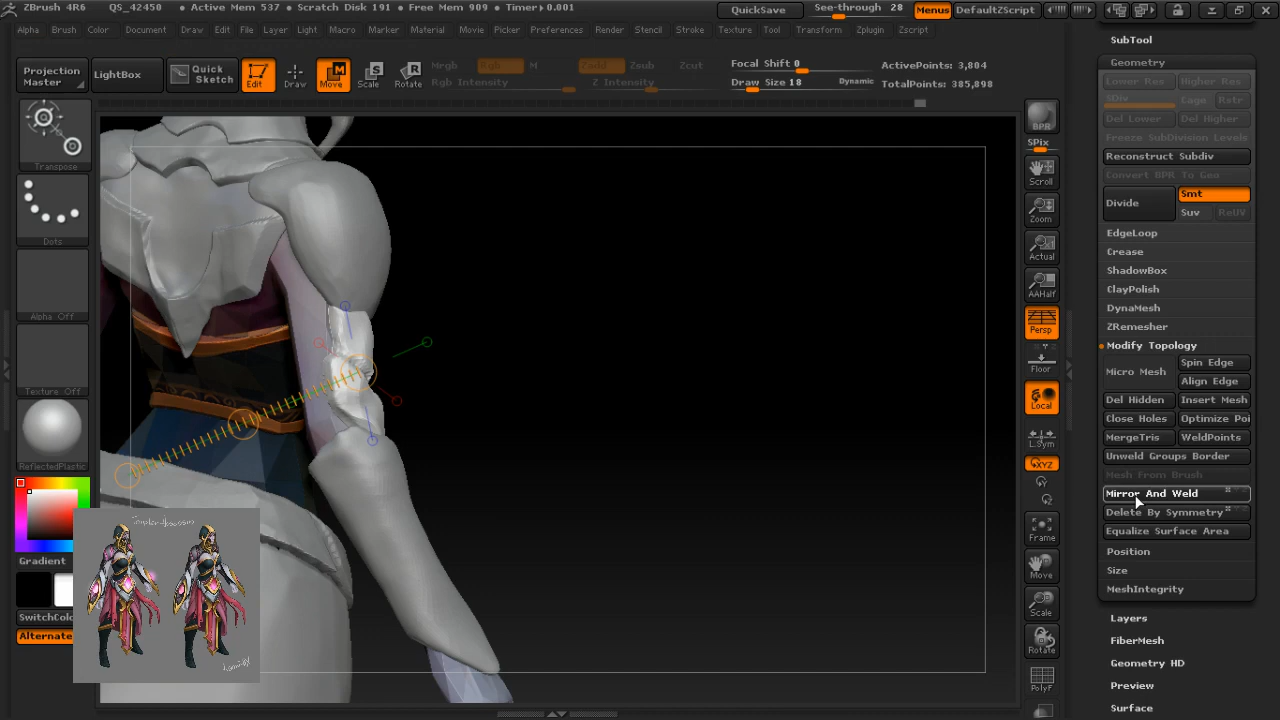 ZBrush 4R6 QS_42450 • Active Mem 537 • Scratch Disk 191 • Free Mem 909 • Timer▸0.001 QuickSave See-through 28 Menus DefaultZScript
Alpha Brush Color Document Draw Edit File Layer Light Macro Marker Material Movie Picker Preferences Render Stencil Stroke Texture Tool Transform Zplugin Zscript
Projection Master
LightBox
Quick Sketch
Edit
Draw
Move
Scale
Rotate
Mrgb Rgb M
Rgb Intensity
Zadd Zsub Zcut
Z Intensity
Focal Shift 0
Draw Size 18 Dynamic
ActivePoints: 3,804
TotalPoints: 385,898
Transpose
Dots
Alpha Off
Texture Off
ReflectedPlastic
Gradient
SwitchColo
Alternate
BPR
SPix
Scroll
Zoom
Actual
AAHalf
Persp
Floor
Local
L.Sym
XYZ
Frame
Move
Scale
Rotate
PolyF
SubTool
Geometry
Lower Res Higher Res
SDiv Cage Rstr
Del Lower Del Higher
Freeze SubDivision Levels
Reconstruct Subdiv
Convert BPR To Geo
Divide Smt
Suv ReUV
EdgeLoop
Crease
ShadowBox
ClayPolish
DynaMesh
ZRemesher
Modify Topology
Micro Mesh Spin Edge
Align Edge
Del Hidden Insert Mesh
Close Holes Optimize Poi
MergeTris WeldPoints
Unweld Groups Border
Mesh From Brush
Mirror And Weld
Delete By Symmetry
Equalize Surface Area
Position
Size
MeshIntegrity
Layers
FiberMesh
Geometry HD
Preview
Surface